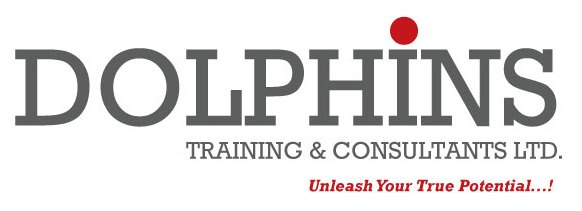 DOLPHiNS
TRAINING & CONSULTANTS LTD.
Unleash Your True Potential...!